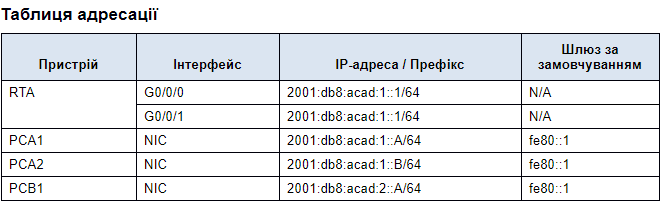 Таблиця адресації
Пристрій Інтерфейс IP-адреса / Префікс Шлюз за замовчуванням
RTA G0/0/0 2001:db8:acad:1::1/64 N/A
G0/0/1 2001:db8:acad:1::1/64 N/A
PCA1 NIC 2001:db8:acad:1::A/64 fe80::1
PCA2 NIC 2001:db8:acad:1::B/64 fe80::1
PCB1 NIC 2001:db8:acad:2::A/64 fe80::1